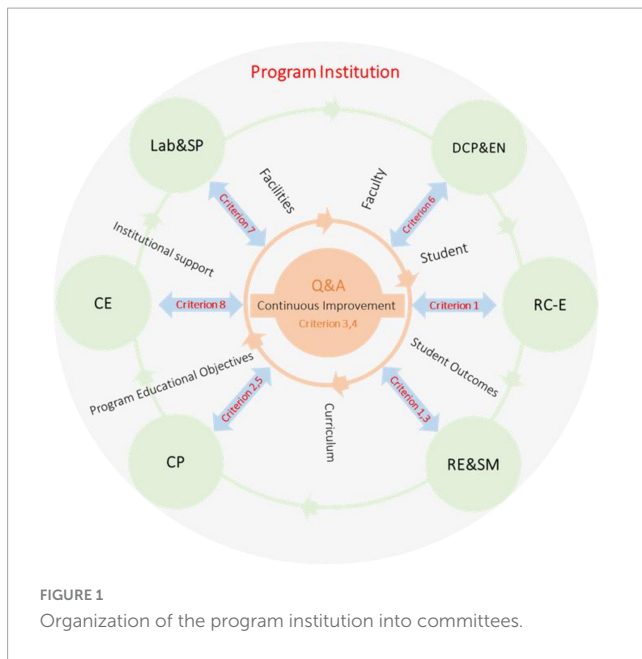 Program Institution
Lab&SP
DCP&EN
Facilities
Faculty
Criterion 7
Criterion 6
Institutional support
Student
Q&A
CE
Criterion 8
Continuous Improvement
Criterion 1
RC-E
Criterion 3,4
Program Educational Objectives
Student Outcomes
Criterion 2,5
Curriculum
Criterion 1,3
CP
RE&SM
FIGURE 1
Organization of the program institution into committees.